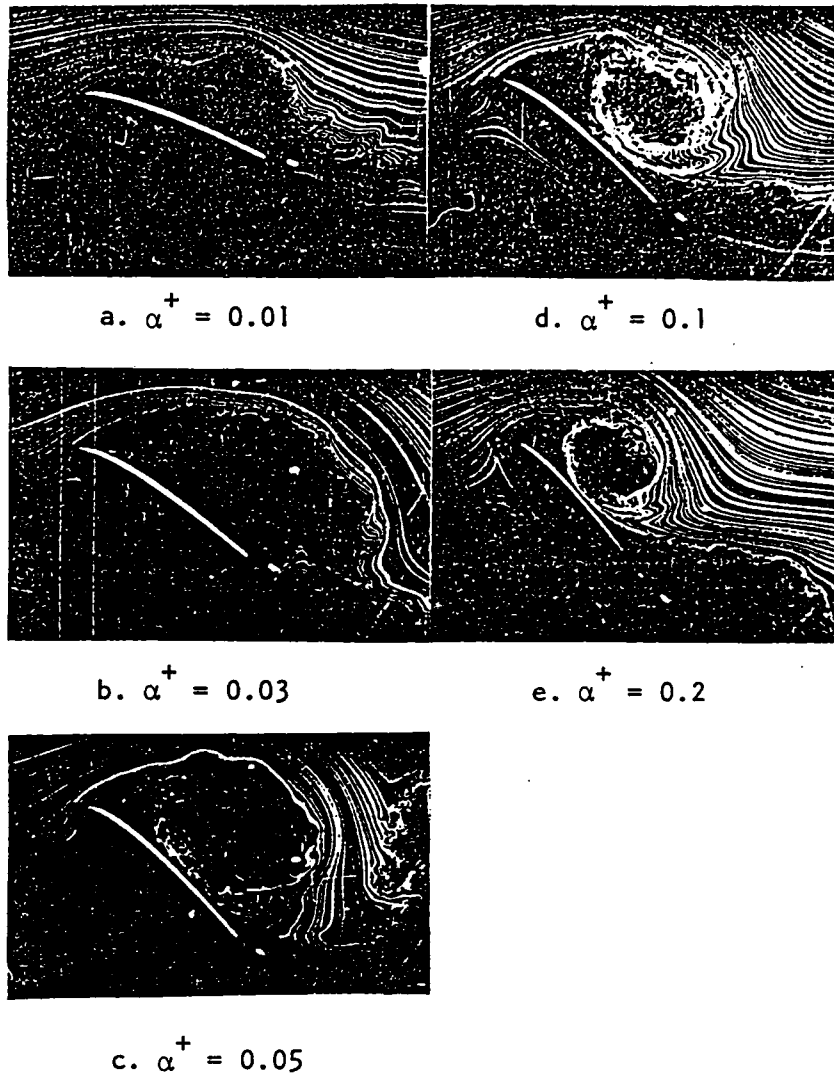 a. α⁺ = 0.01
d. α⁺ = 0.1
b. α⁺ = 0.03
e. α⁺ = 0.2
c. α⁺ = 0.05